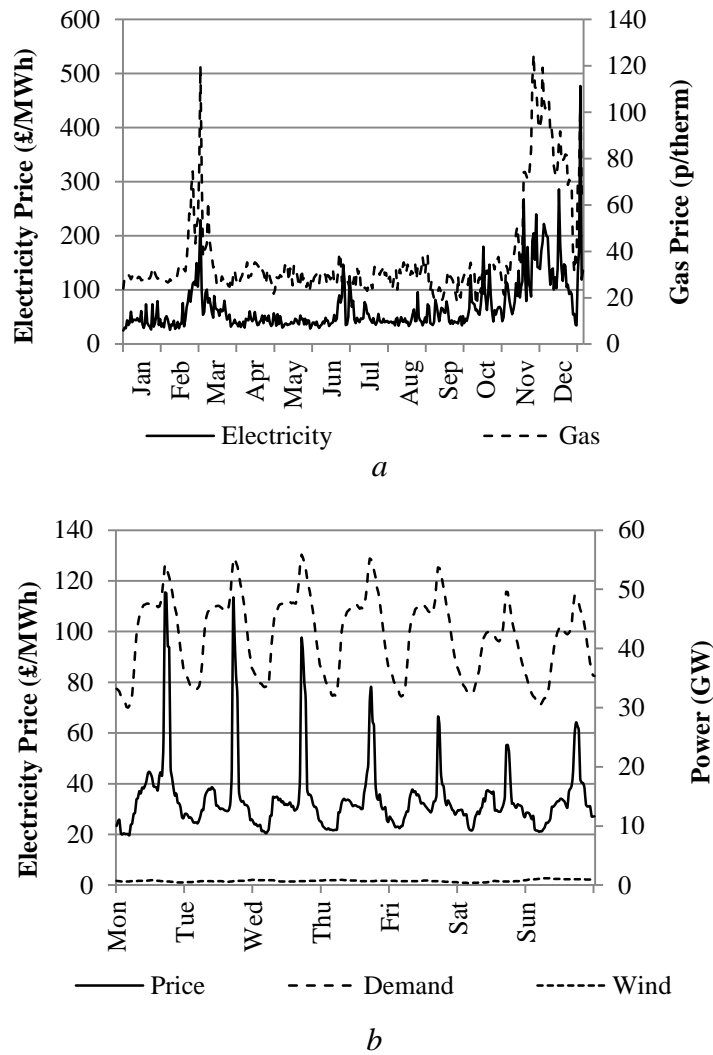 600
500
400
300
200
100
0
Electricity Price (£/MWh)
140
120
100
80
60
40
20
0
Gas Price (p/therm)
Jan
Feb
Mar
Apr
May
Jun
Jul
Aug
Sep
Oct
Nov
Dec
Electricity
Gas
a
140
120
100
80
60
40
20
0
Electricity Price (£/MWh)
60
50
40
30
20
10
0
Power (GW)
Mon
Tue
Wed
Thu
Fri
Sat
Sun
Price
Demand
Wind
b